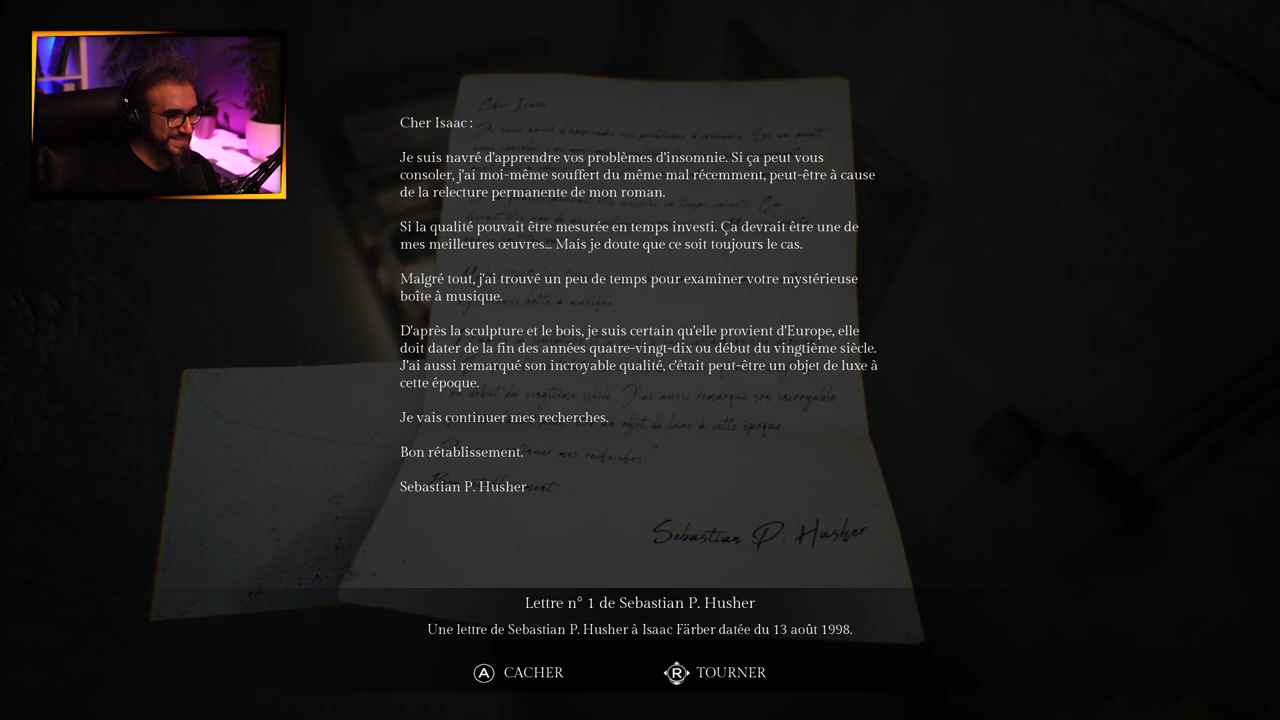 Cher Isaac :
Je suis navré d'apprendre vos problèmes d'insomnie. Si ça peut vous
consoler, j'ai moi-même souffert du même mal récemment, peut-être à cause
de la relecture permanente de mon roman.
Si la qualité pouvait être mesurée en temps investi. Ça devrait être une de
mes meilleures œuvres... Mais je doute que ce soit toujours le cas.
Malgré tout, j'ai trouvé un peu de temps pour examiner votre mystérieuse
boîte à musique.
D'après la sculpture et le bois, je suis certain qu'elle provient d'Europe, elle
doit dater de la fin des années quatre-vingt-dix ou début du vingtième siècle.
J'ai aussi remarqué son incroyable qualité, c'était peut-être un objet de luxe à
cette époque.
Je vais continuer mes recherches.
Bon rétablissement.
Sebastian P. Husher
Sebastian P. Husher
Lettre n° 1 de Sebastian P. Husher
Une lettre de Sebastian P. Husher à Isaac Färber datée du 13 août 1998.
A CACHER
R TOURNER